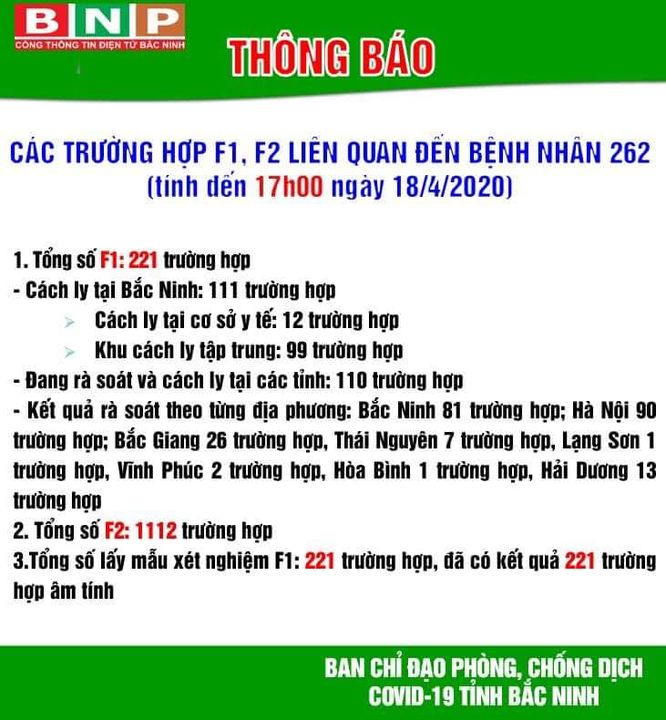 BNP
CỔNG THÔNG TIN ĐIỆN TỬ BẮC NINH
THÔNG BÁO
CÁC TRƯỜNG HỢP F1, F2 LIÊN QUAN ĐẾN BỆNH NHÂN 262
(tính đến 17h00 ngày 18/4/2020)
1. Tổng số F1: 221 trường hợp
- Cách ly tại Bắc Ninh: 111 trường hợp
➢ Cách ly tại cơ sở y tế: 12 trường hợp
➢ Khu cách ly tập trung: 99 trường hợp
- Đang rà soát và cách ly tại các tỉnh: 110 trường hợp
- Kết quả rà soát theo từng địa phương: Bắc Ninh 81 trường hợp; Hà Nội 90
trường hợp; Bắc Giang 26 trường hợp, Thái Nguyên 7 trường hợp, Lạng Sơn 1
trường hợp, Vĩnh Phúc 2 trường hợp, Hòa Bình 1 trường hợp, Hải Dương 13
trường hợp
2. Tổng số F2: 1112 trường hợp
3.Tổng số lấy mẫu xét nghiệm F1: 221 trường hợp, đã có kết quả 221 trường
hợp âm tính
BAN CHỈ ĐẠO PHÒNG, CHỐNG DỊCH
COVID-19 TỈNH BẮC NINH